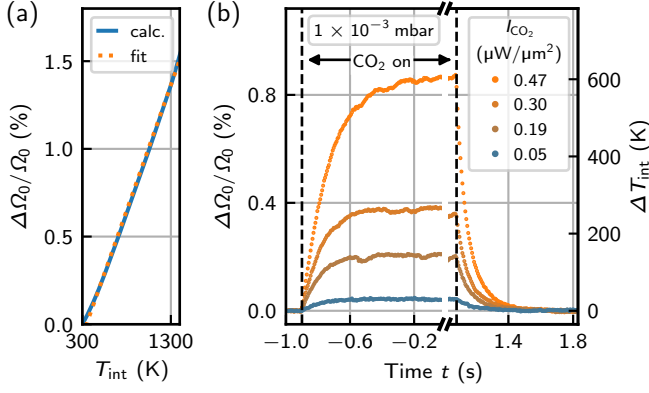 (a)
calc.
fit
1.5
1.0
0.5
0.0
ΔΩ₀/Ω₀ (%)
300
1300
T_int (K)
(b)
1 × 10⁻³ mbar
CO₂ on
I_CO₂
(μW/μm²)
0.47
0.30
0.19
0.05
0.8
0.4
0.0
ΔΩ₀/Ω₀ (%)
600
400
200
0
ΔT_int (K)
−1.0
−0.6
−0.2
1.4
1.8
Time t (s)